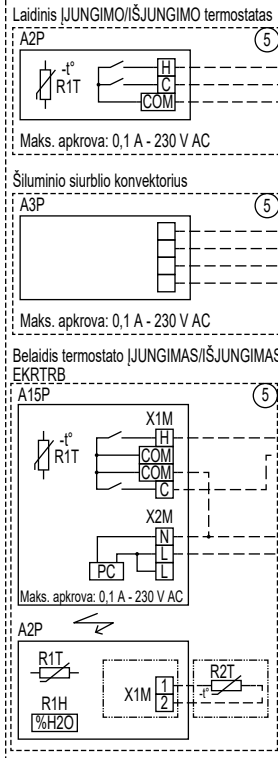 Laidinis ĮJUNGIMO/IŠJUNGIMO termostatas
A2P
5
-t°
R1T
H
C
COM
Maks. apkrova: 0,1 A - 230 V AC
Šiluminio siurblio konvektorius
A3P
5
Maks. apkrova: 0,1 A - 230 V AC
Belaidis termostato ĮJUNGIMAS/IŠJUNGIMAS
EKRTRB
A15P
5
X1M
-t°
R1T
H
COM
COM
C
X2M
N
L
PC
L
Maks. apkrova: 0,1 A - 230 V AC
A2P
R1T
R2T
-t°
X1M
1
2
R1H
%H2O